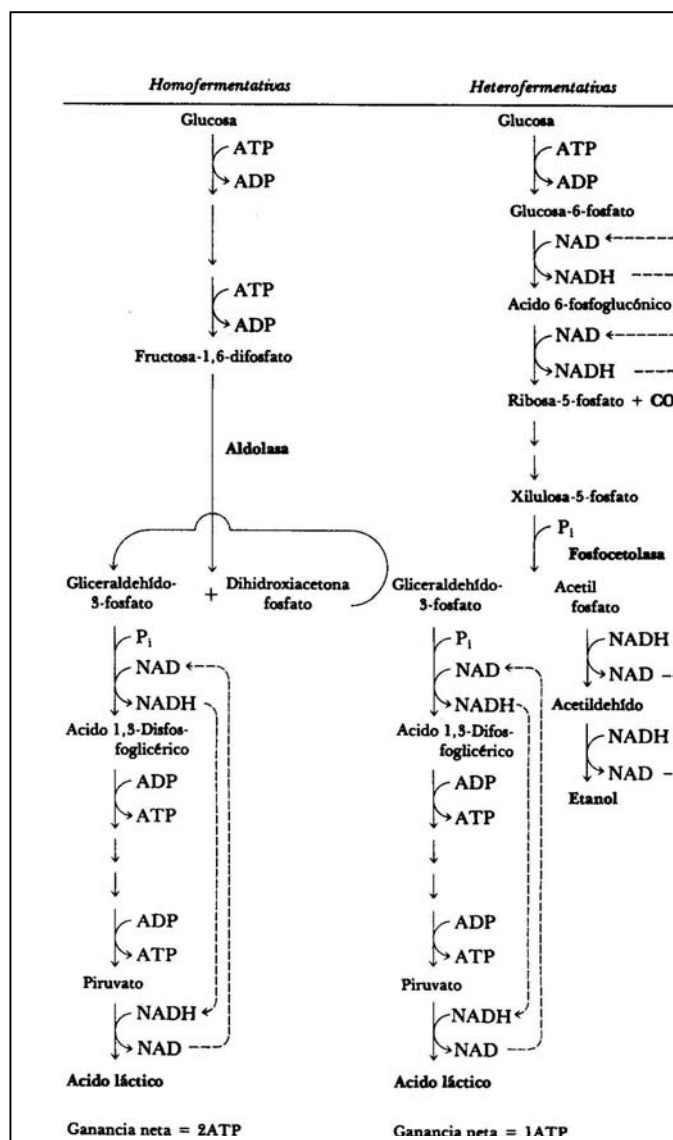 Homofermentativas
Glucosa
ATP
ADP
ATP
ADP
Fructosa-1,6-difosfato
Aldolasa
Gliceraldehído-
3-fosfato
+
Dihidroxiacetona
fosfato
Pi
NAD
NADH
Acido 1,3-Disfos-
foglicérico
ADP
ATP
ADP
ATP
Piruvato
NADH
NAD
Acido láctico
Ganancia neta = 2ATP
Heterofermentativas
Glucosa
ATP
ADP
Glucosa-6-fosfato
NAD
NADH
Acido 6-fosfoglucónico
NAD
NADH
Ribosa-5-fosfato + CO
Xilulosa-5-fosfato
Pi
Fosfocetolasa
Gliceraldehído-
3-fosfato
Pi
NAD
NADH
Acido 1,3-Difos-
foglicérico
ADP
ATP
ADP
ATP
Piruvato
NADH
NAD
Acido láctico
Ganancia neta = 1ATP
Acetil
fosfato
NADH
NAD
Acetildehído
NADH
NAD
Etanol